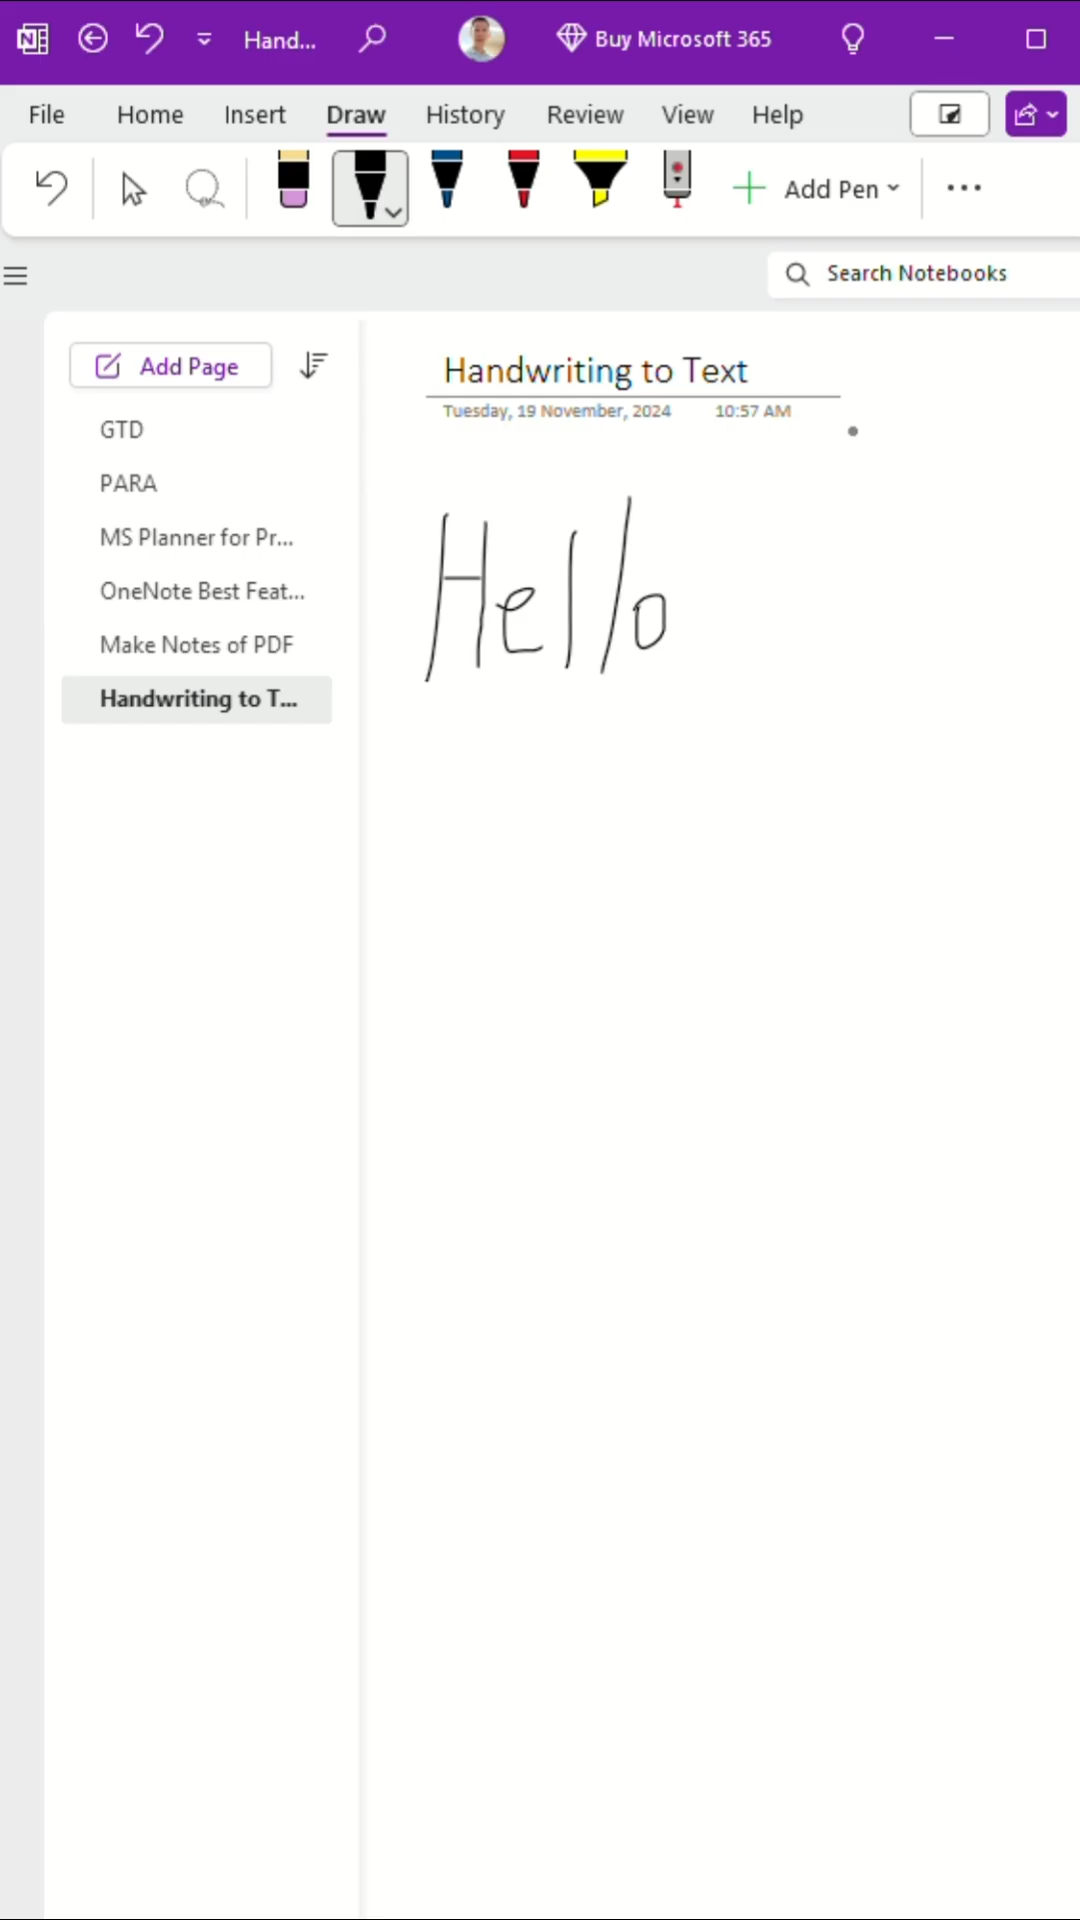 Hand... Buy Microsoft 365
File Home Insert Draw History Review View Help
Add Pen
Search Notebooks
Add Page
GTD
PARA
MS Planner for Pr...
OneNote Best Feat...
Make Notes of PDF
Handwriting to T...
Handwriting to Text
Tuesday, 19 November, 2024 10:57 AM
Hello